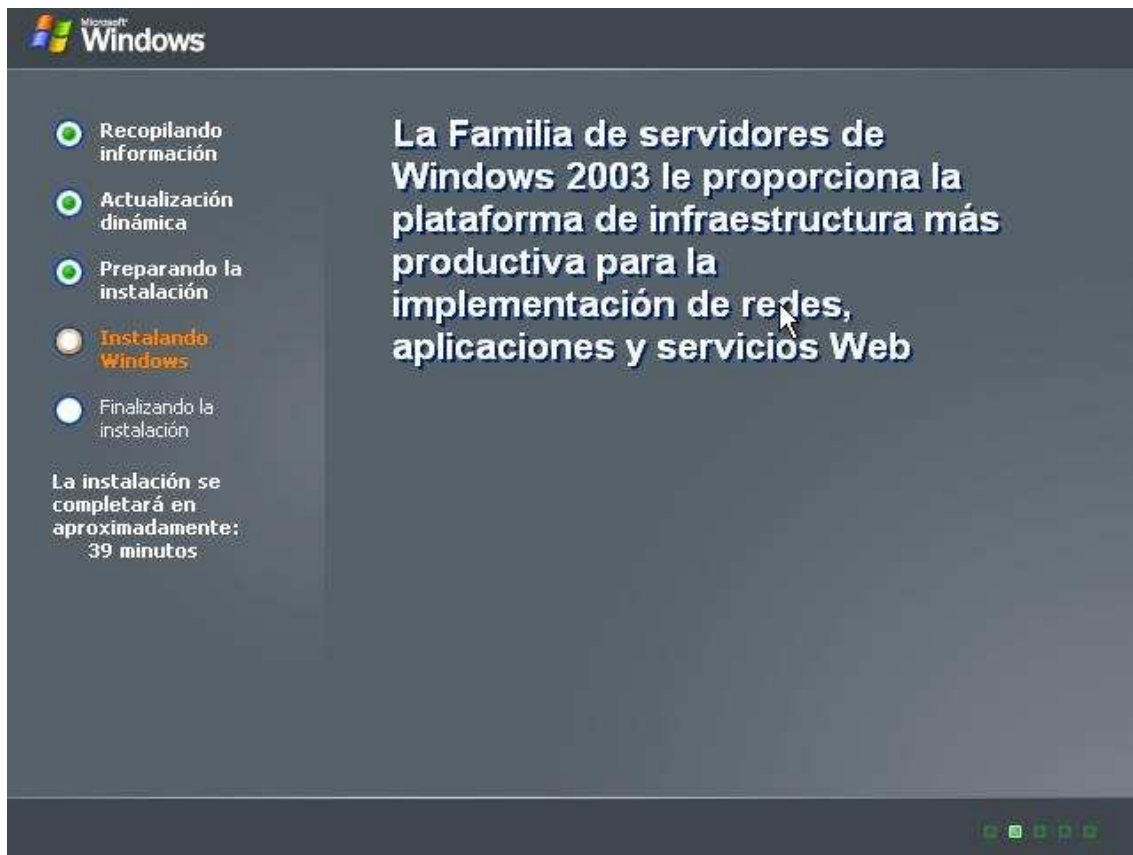 Microsoft
Windows
Recopilando
información
Actualización
dinámica
Preparando la
instalación
Instalando
Windows
Finalizando la
instalación
La instalación se
completará en
aproximadamente:
39 minutos
La Familia de servidores de
Windows 2003 le proporciona la
plataforma de infraestructura más
productiva para la
implementación de redes,
aplicaciones y servicios Web